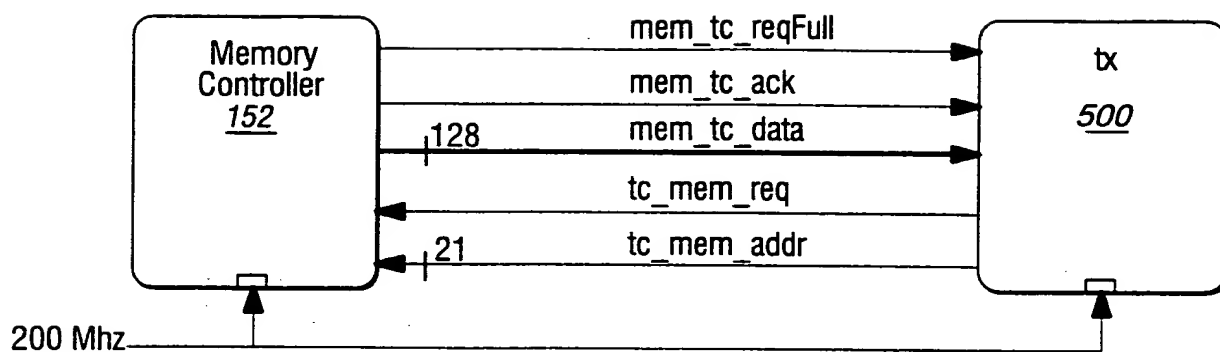 mem_tc_reqFull
Memory
Controller
152
tx
500
mem_tc_ack
128
mem_tc_data
tc_mem_req
21
tc_mem_addr
200 Mhz